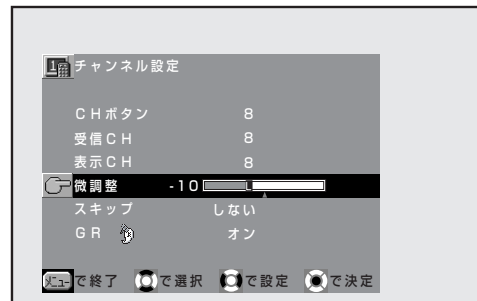 チャンネル設定
CHボタン 8
受信CH 8
表示CH 8
微調整 -10
スキップ しない
GR オン
メニューで終了 で選択 で設定 で決定